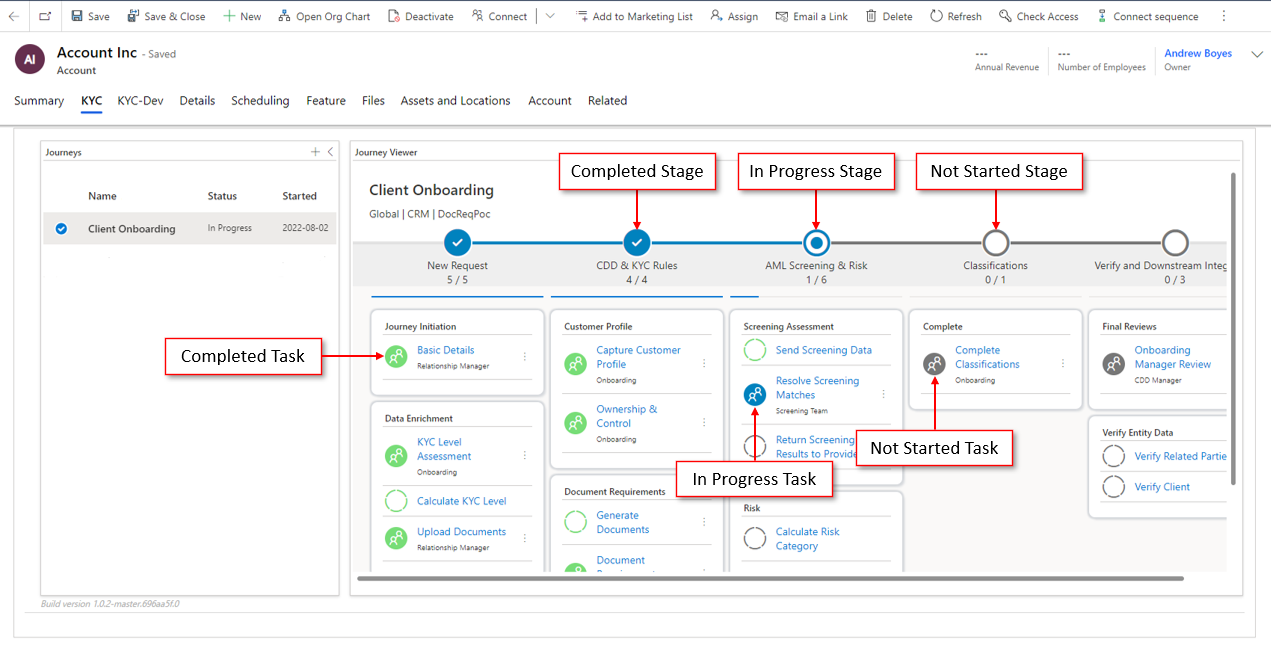 Save
Save & Close
New
Open Org Chart
Deactivate
Connect
Add to Marketing List
Assign
Email a Link
Delete
Refresh
Check Access
Connect sequence
AI
Account Inc - Saved
Account
---
Annual Revenue
---
Number of Employees
Andrew Boyes
Owner
Summary
KYC
KYC-Dev
Details
Scheduling
Feature
Files
Assets and Locations
Account
Related
Journeys
Name Status Started
Client Onboarding In Progress 2022-08-02
Journey Viewer
Completed Stage
In Progress Stage
Not Started Stage
Client Onboarding
Global | CRM | DocReqPoc
New Request
5 / 5
CDD & KYC Rules
4 / 4
AML Screening & Risk
1 / 6
Classifications
0 / 1
Verify and Downstream Integ
0 / 3
Completed Task
Journey Initiation
Basic Details
Relationship Manager
Data Enrichment
KYC Level
Assessment
Onboarding
Calculate KYC Level
Upload Documents
Relationship Manager
Customer Profile
Capture Customer
Profile
Onboarding
Ownership &
Control
Onboarding
Document Requirements
Generate
Documents
Document
Screening Assessment
Send Screening Data
Resolve Screening
Matches
Screening Team
Return Screening
Results to Provide
In Progress Task
Risk
Calculate Risk
Category
Complete
Complete
Classifications
Onboarding
Not Started Task
Final Reviews
Onboarding
Manager Review
CDD Manager
Verify Entity Data
Verify Related Partie
Verify Client
Build version 1.0.2-master.696aa5f.0